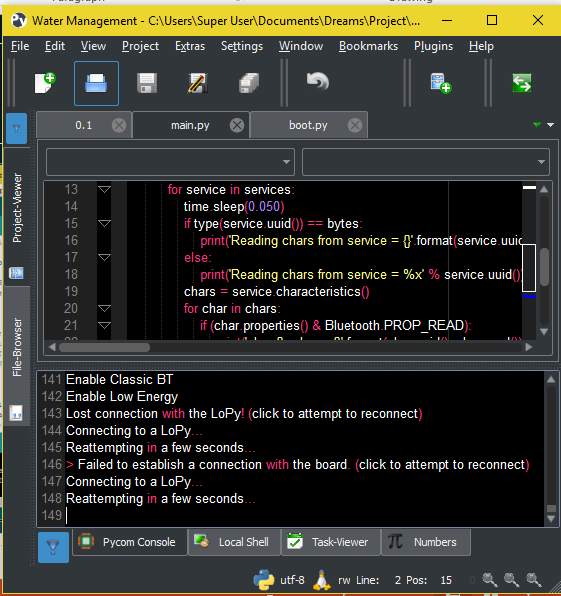 Water Management - C:\Users\Super User\Documents\Dreams\Project\...
File Edit View Project Extras Settings Window Bookmarks Plugins Help
0.1 main.py boot.py
Project-Viewer
File-Browser
13 for service in services:
14 time.sleep(0.050)
15 if type(service.uuid()) == bytes:
16 print('Reading chars from service = {}'.format(service.uuid
17 else:
18 print('Reading chars from service = %x' % service.uuid()
19 chars = service.characteristics()
20 for char in chars:
21 if (char.properties() & Bluetooth.PROP_READ):
141 Enable Classic BT
142 Enable Low Energy
143 Lost connection with the LoPy! (click to attempt to reconnect)
144 Connecting to a LoPy...
145 Reattempting in a few seconds...
146 > Failed to establish a connection with the board. (click to attempt to reconnect)
147 Connecting to a LoPy...
148 Reattempting in a few seconds...
149
Pycom Console Local Shell Task-Viewer Numbers
utf-8 rw Line: 2 Pos: 15 0